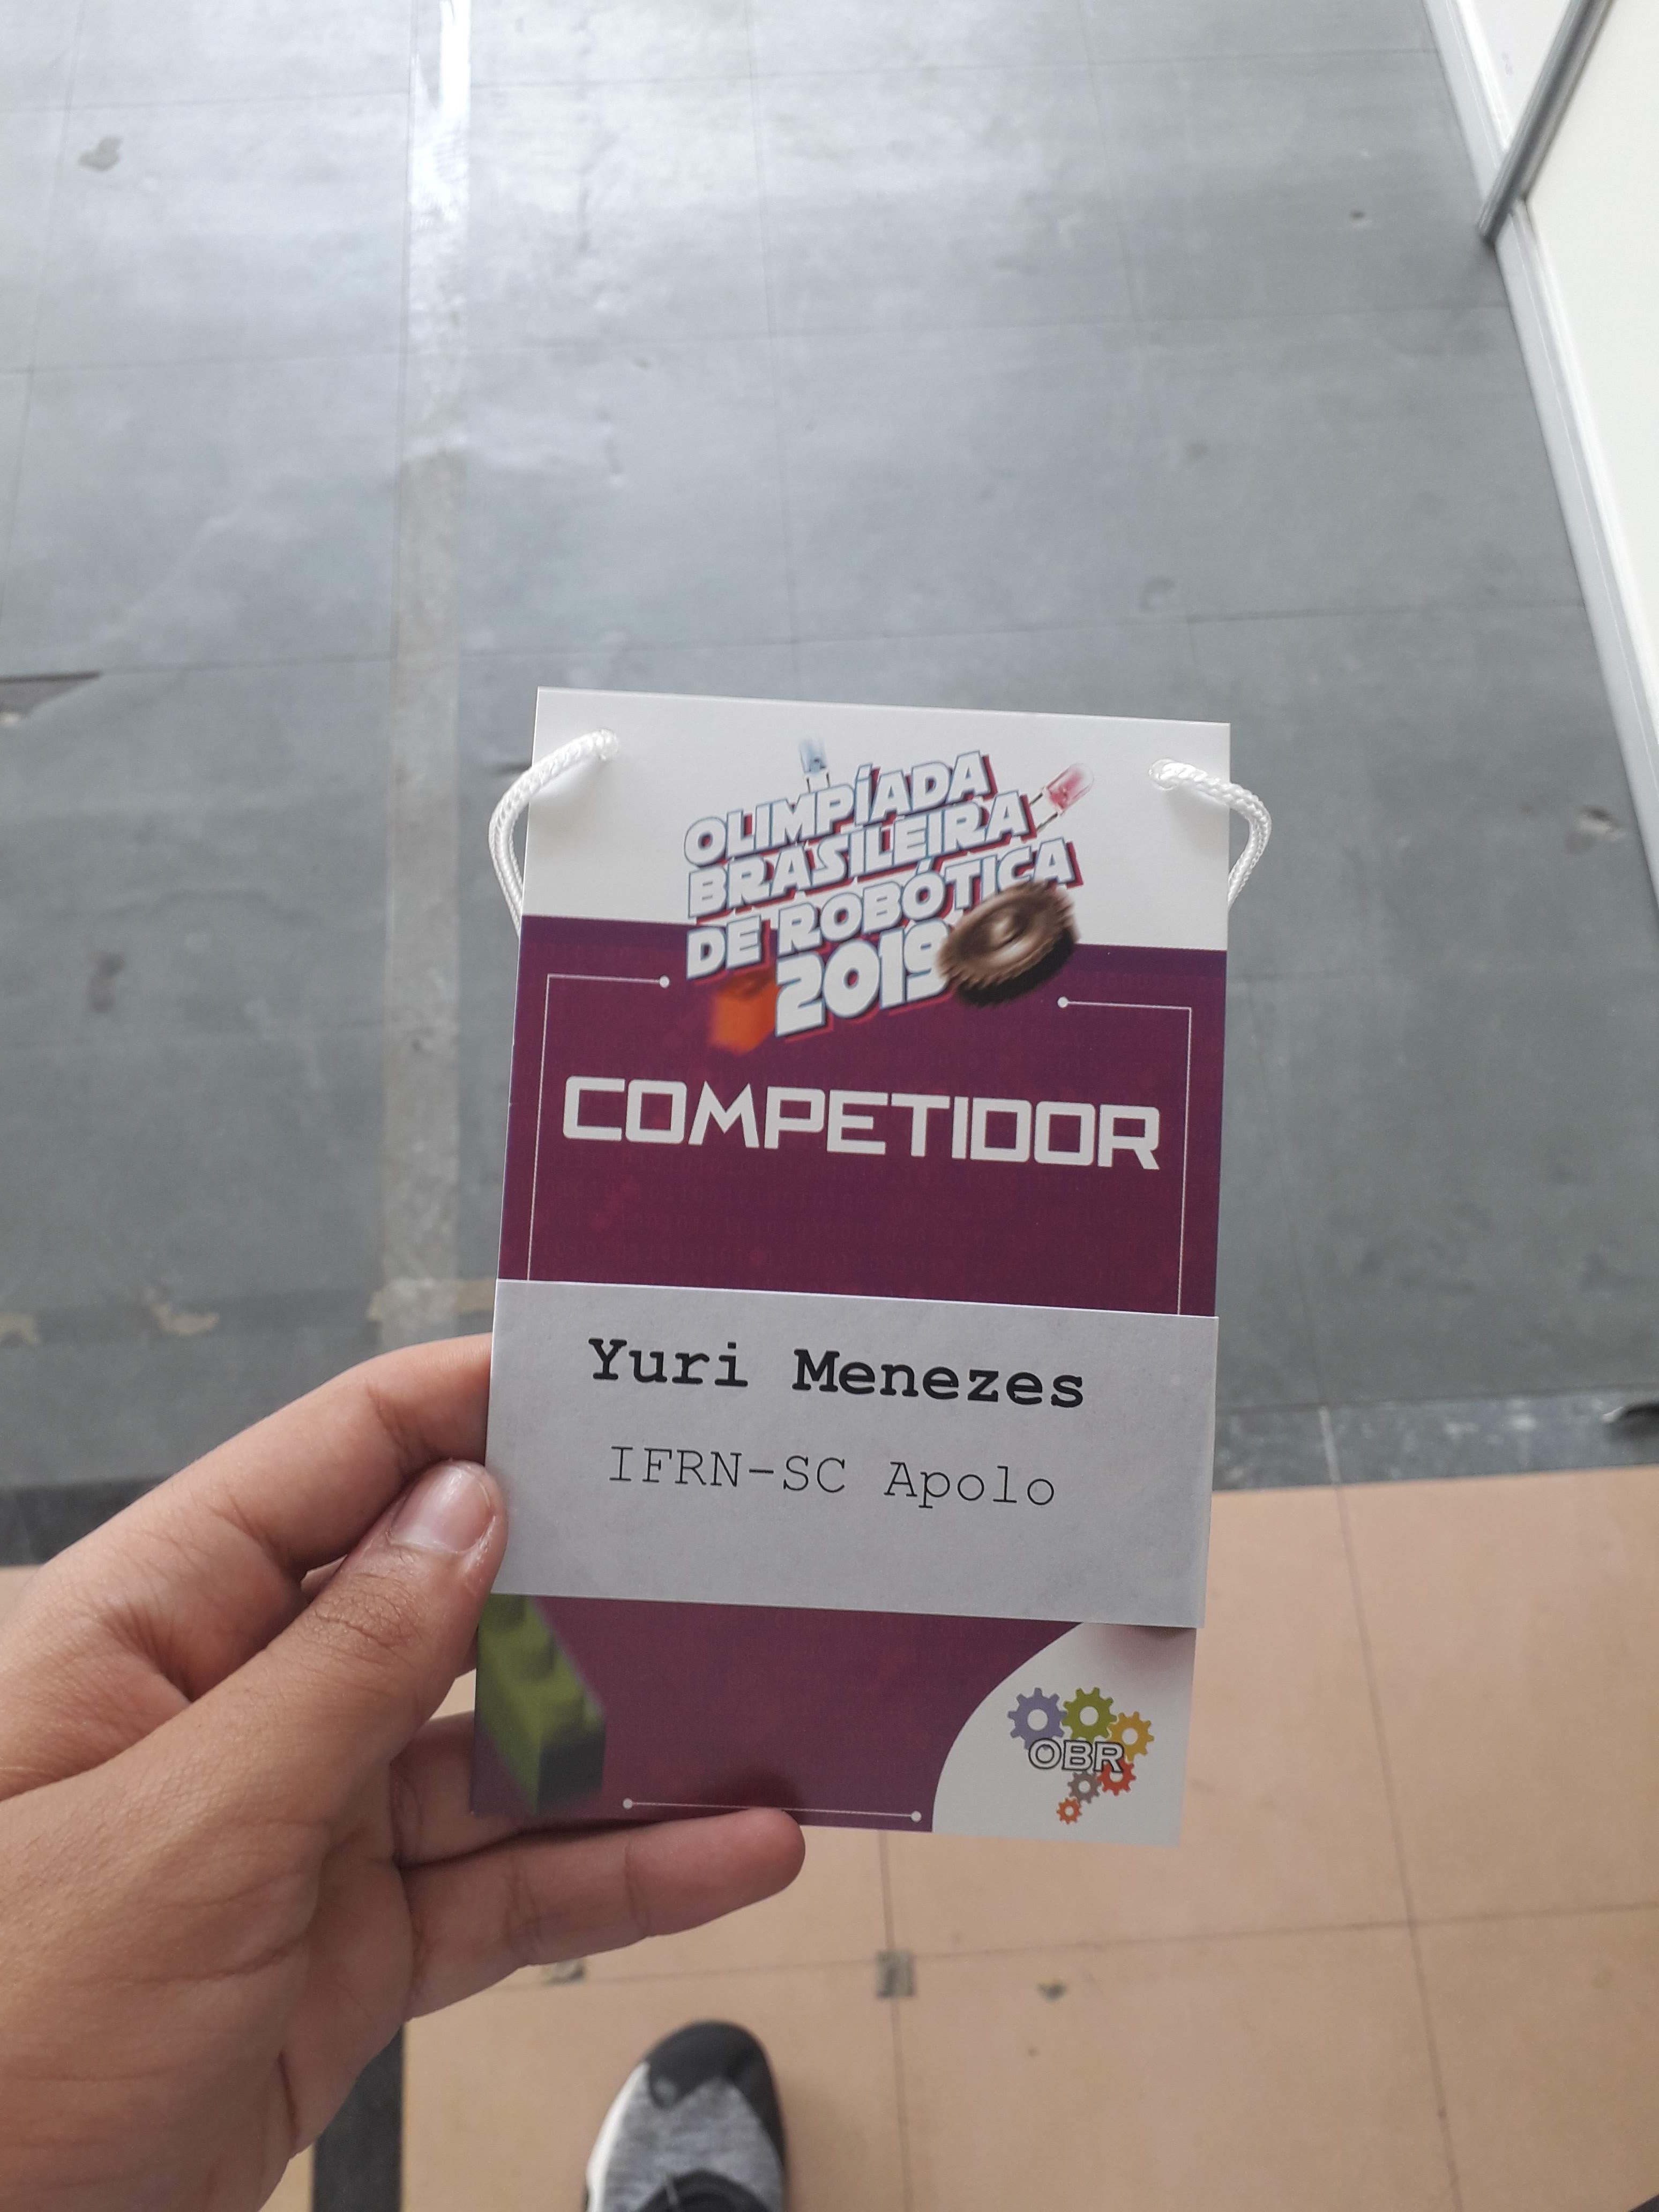 OLIMPÍADA
BRASILEIRA
DE ROBÓTICA
2019
COMPETIDOR
Yuri Menezes
IFRN-SC Apolo
OBR